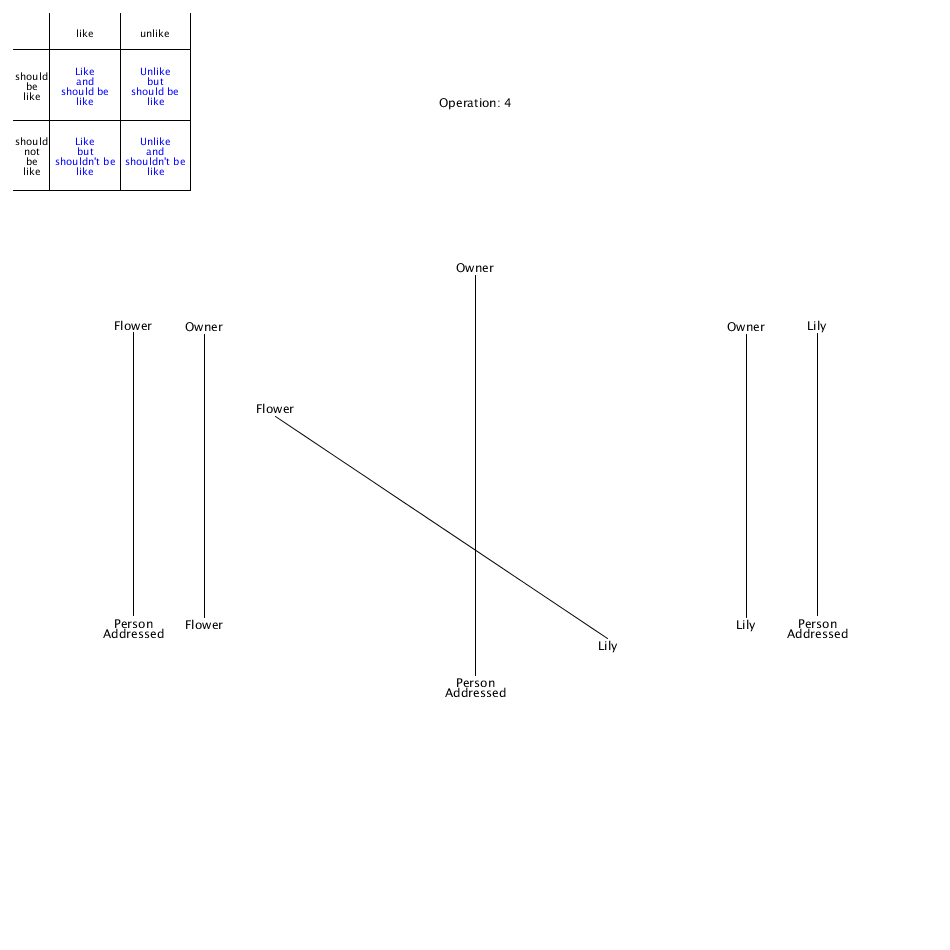 like
unlike
should
be
like
Like
and
should be
like
Unlike
but
should be
like
should
not
be
like
Like
but
shouldn't be
like
Unlike
and
shouldn't be
like
Operation: 4
Owner
Flower
Owner
Owner
Lily
Flower
Person
Addressed
Flower
Lily
Person
Addressed
Lily
Person
Addressed